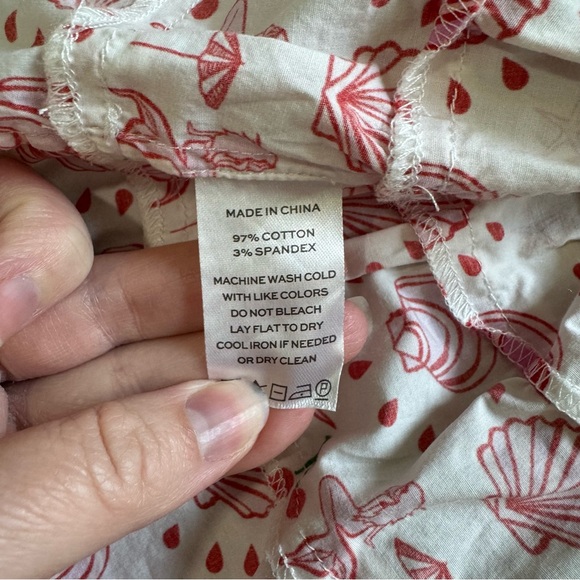 MADE IN CHINA
97% COTTON
3% SPANDEX
MACHINE WASH COLD
WITH LIKE COLORS
DO NOT BLEACH
LAY FLAT TO DRY
COOL IRON IF NEEDED
OR DRY CLEAN
P